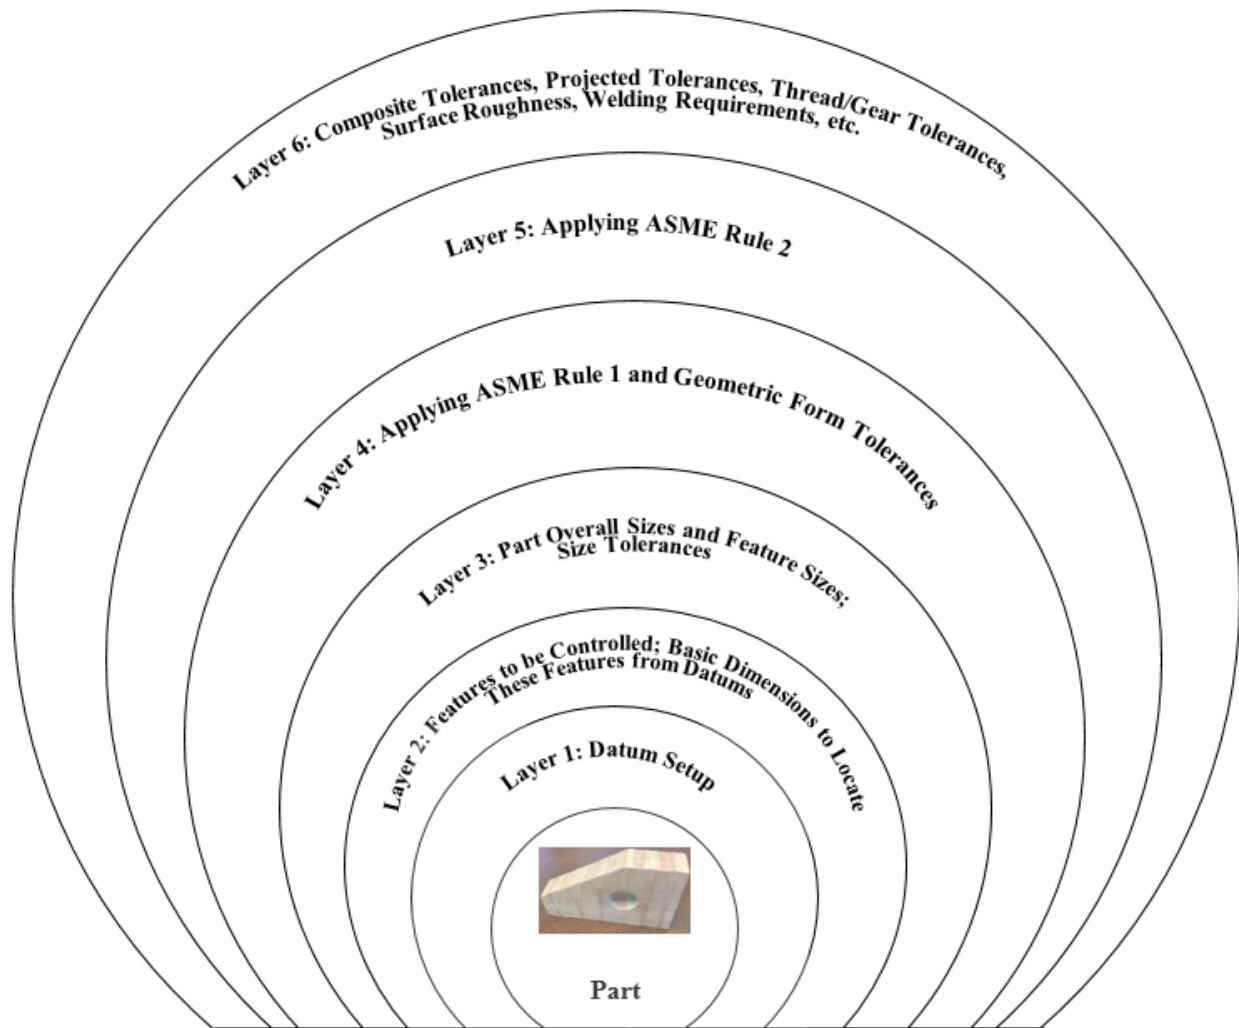 Layer 6: Composite Tolerances, Projected Tolerances, Thread/Gear Tolerances,
Surface Roughness, Welding Requirements, etc.
Layer 5: Applying ASME Rule 2
Layer 4: Applying ASME Rule 1 and Geometric Form Tolerances
Layer 3: Part Overall Sizes and Feature Sizes;
Size Tolerances
Layer 2: Features to be Controlled; Basic Dimensions to Locate
These Features from Datums
Layer 1: Datum Setup
Part